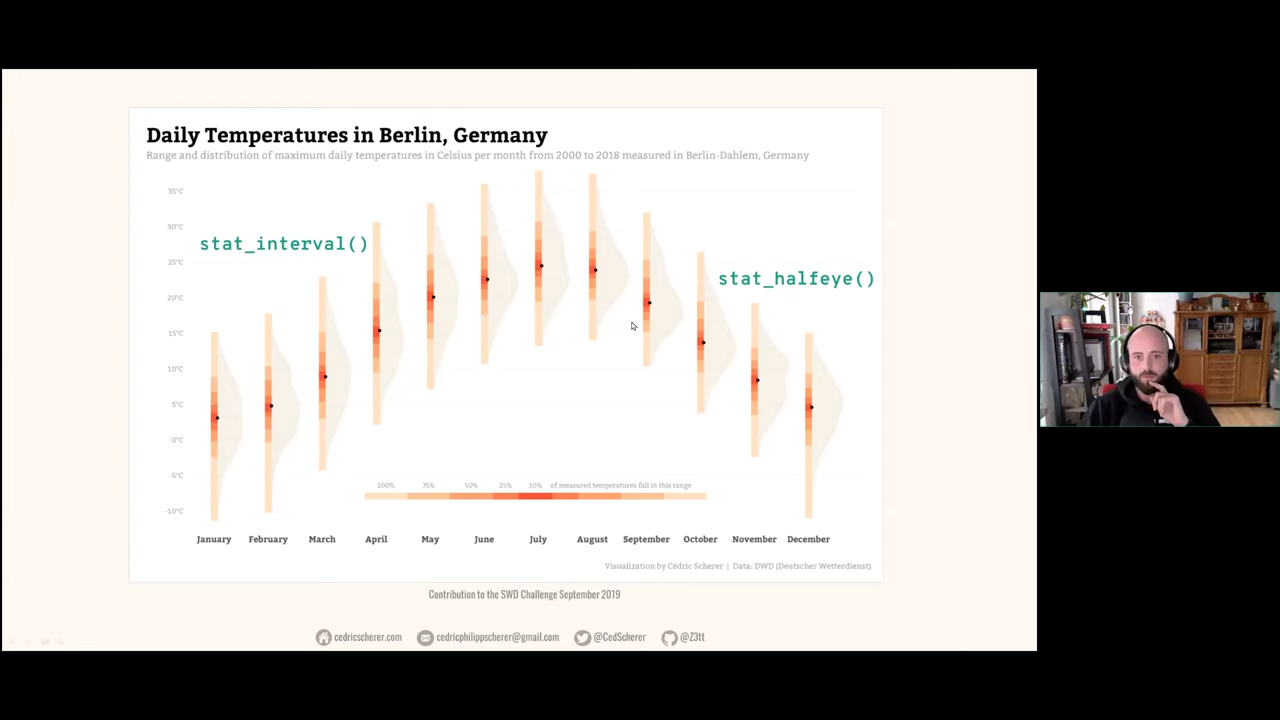 Daily Temperatures in Berlin, Germany
Range and distribution of maximum daily temperatures in Celsius per month from 2000 to 2018 measured in Berlin-Dahlem, Germany
35°C
30°C
stat_interval()
25°C
stat_halfeye()
20°C
15°C
10°C
5°C
0°C
-5°C
100% 75% 50% 25% 10% of measured temperatures fall in this range
-10°C
January February March April May June July August September October November December
Visualization by Cédric Scherer | Data: DWD (Deutscher Wetterdienst)
Contribution to the SWD Challenge September 2019
cedricscherer.com cedricphilippscherer@gmail.com @CedScherer @Z3tt